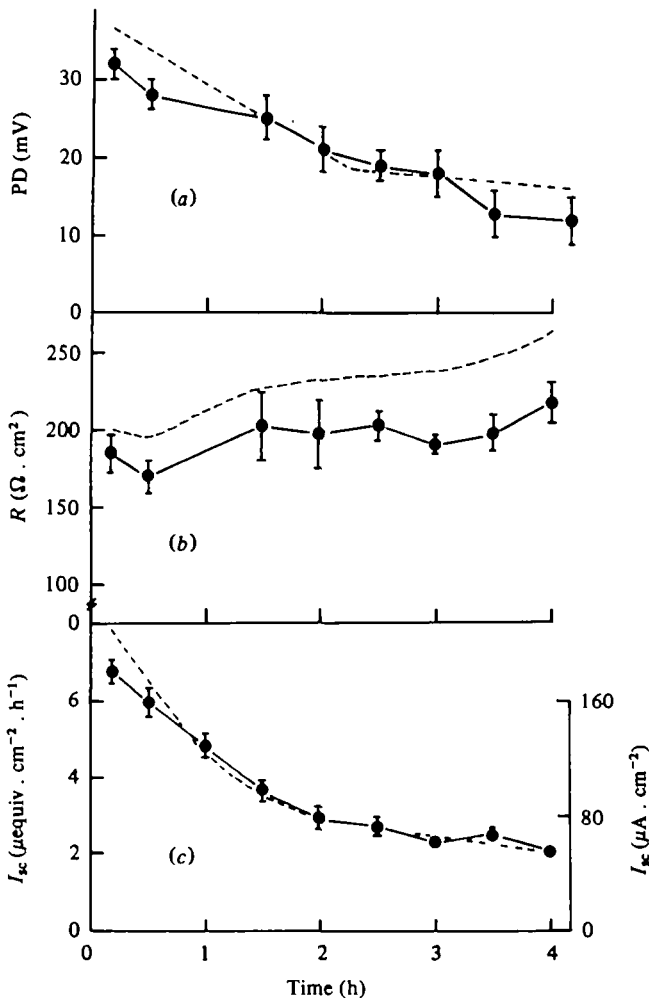 30
20
10
0
PD (mV)
(a)
250
200
150
100
0
R (Ω . cm²)
(b)
6
4
2
0
I_sc (μequiv . cm⁻² . h⁻¹)
(c)
160
80
0
I_sc (μA . cm⁻²)
0 1 2 3 4
Time (h)